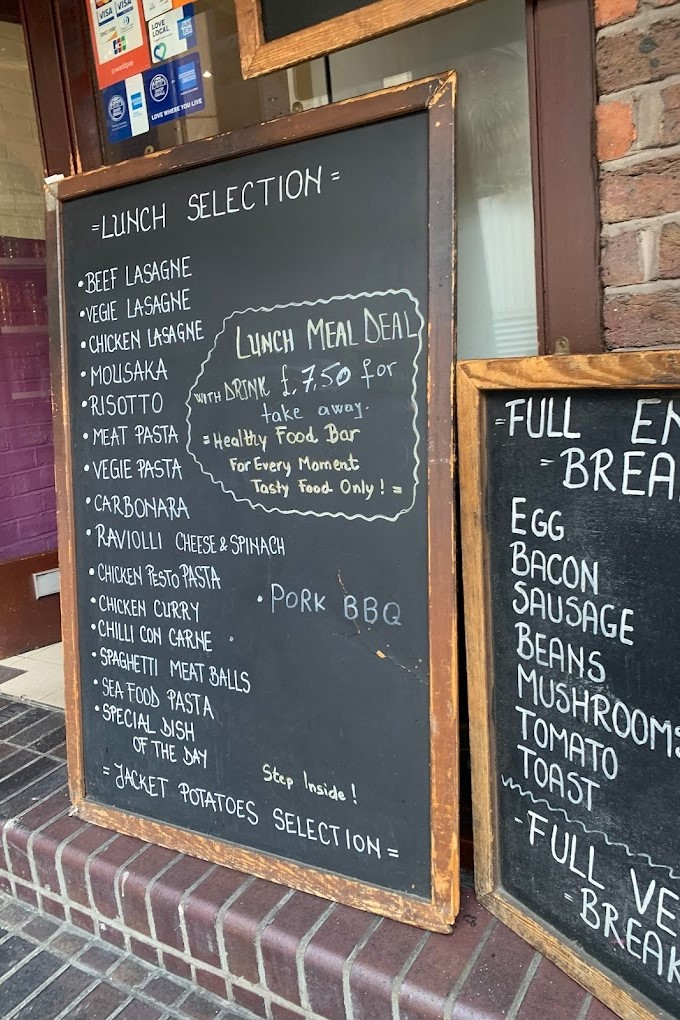 VISA VISA
LOVE LOCAL
LOVE WHERE YOU LIVE
=LUNCH SELECTION=
•BEEF LASAGNE
•VEGIE LASAGNE
•CHICKEN LASAGNE
•MOUSAKA
•RISOTTO
•MEAT PASTA
•VEGIE PASTA
•CARBONARA
•RAVIOLLI CHEESE & SPINACH
•CHICKEN PESTO PASTA
•CHICKEN CURRY
•CHILLI CON CARNE
•SPAGHETTI MEAT BALLS
•SEA FOOD PASTA
•SPECIAL DISH
OF THE DAY
LUNCH MEAL DEAL
WITH DRINK £7,50 for
take away.
=Healthy Food Bar
For Every Moment
Tasty Food Only! =
•PORK BBQ
Step Inside!
=JACKET POTATOES SELECTION=
=FULL EN
=BREA
EGG
BACON
SAUSAGE
BEANS
MUSHROOMS
TOMATO
TOAST
-FULL VE
=BREAK